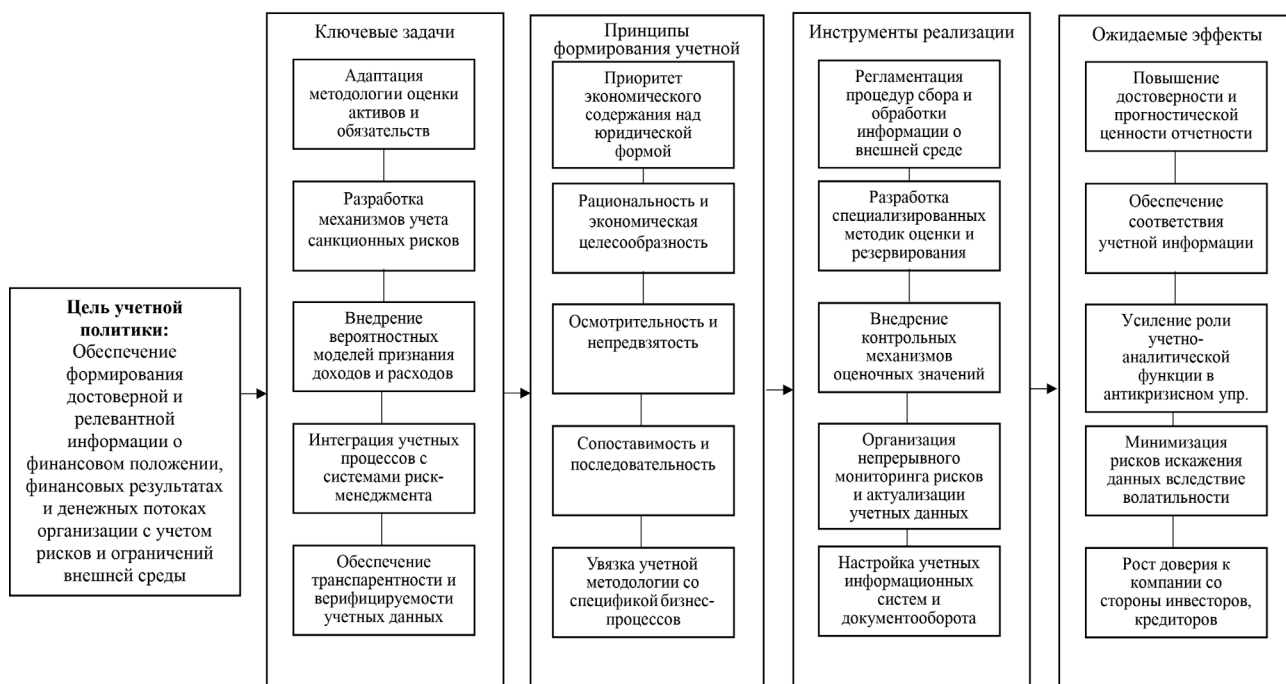 Цель учетной
политики:
Обеспечение
формирования
достоверной и
релевантной
информации о
финансовом положении,
финансовых результатах
и денежных потоках
организации с учетом
рисков и ограничений
внешней среды
Ключевые задачи
Адаптация
методологии оценки
активов и
обязательств
Разработка
механизмов учета
санкционных рисков
Внедрение
вероятностных
моделей признания
доходов и расходов
Интеграция учетных
процессов с
системами риск-
менеджмента
Обеспечение
транспарентности и
верифицируемости
учетных данных
Принципы
формирования учетной
Приоритет
экономического
содержания над
юридической
формой
Рациональность и
экономическая
целесообразность
Осмотрительность и
непредвзятость
Сопоставимость и
последовательность
Увязка учетной
методологии со
спецификой бизнес-
процессов
Инструменты реализации
Регламентация
процедур сбора и
обработки
информации о
внешней среде
Разработка
специализированных
методик оценки и
резервирования
Внедрение
контрольных
механизмов
оценочных значений
Организация
непрерывного
мониторинга рисков
и актуализации
учетных данных
Настройка учетных
информационных
систем и
документооборота
Ожидаемые эффекты
Повышение
достоверности и
прогностической
ценности отчетности
Обеспечение
соответствия
учетной информации
Усиление роли
учетно-
аналитической
функции в
антикризисном упр.
Минимизация
рисков искажения
данных вследствие
волатильности
Рост доверия к
компании со
стороны инвесторов,
кредиторов